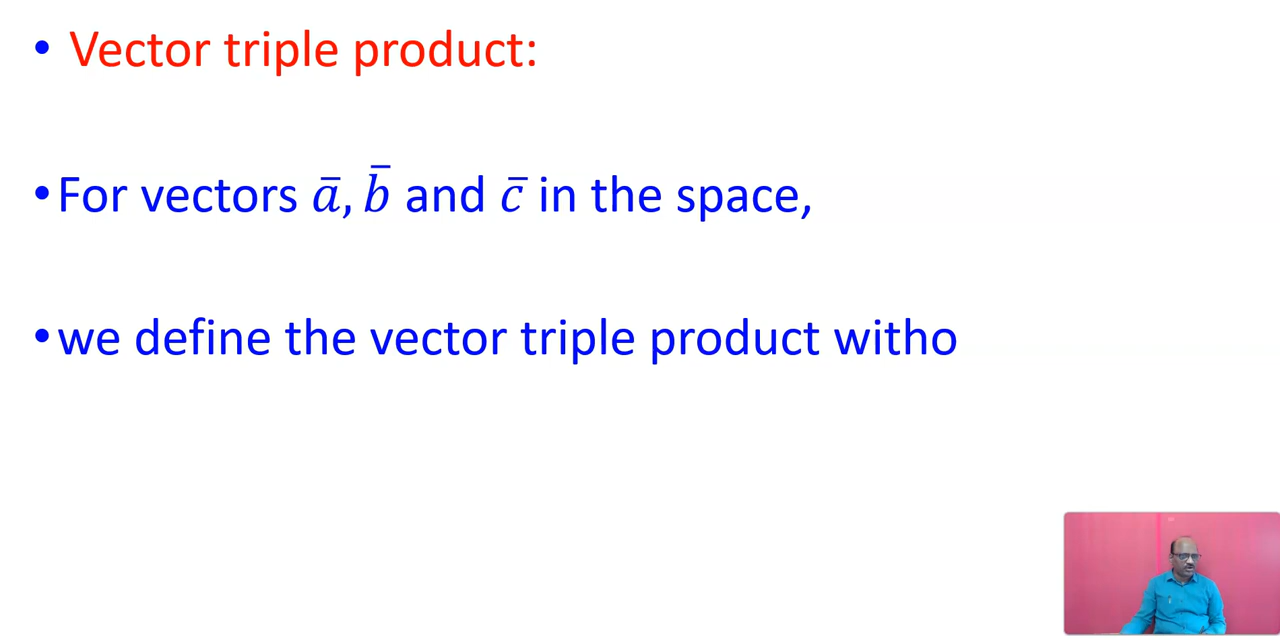 • Vector triple product:
• For vectors a̅, b̅ and c̅ in the space,
• we define the vector triple product witho